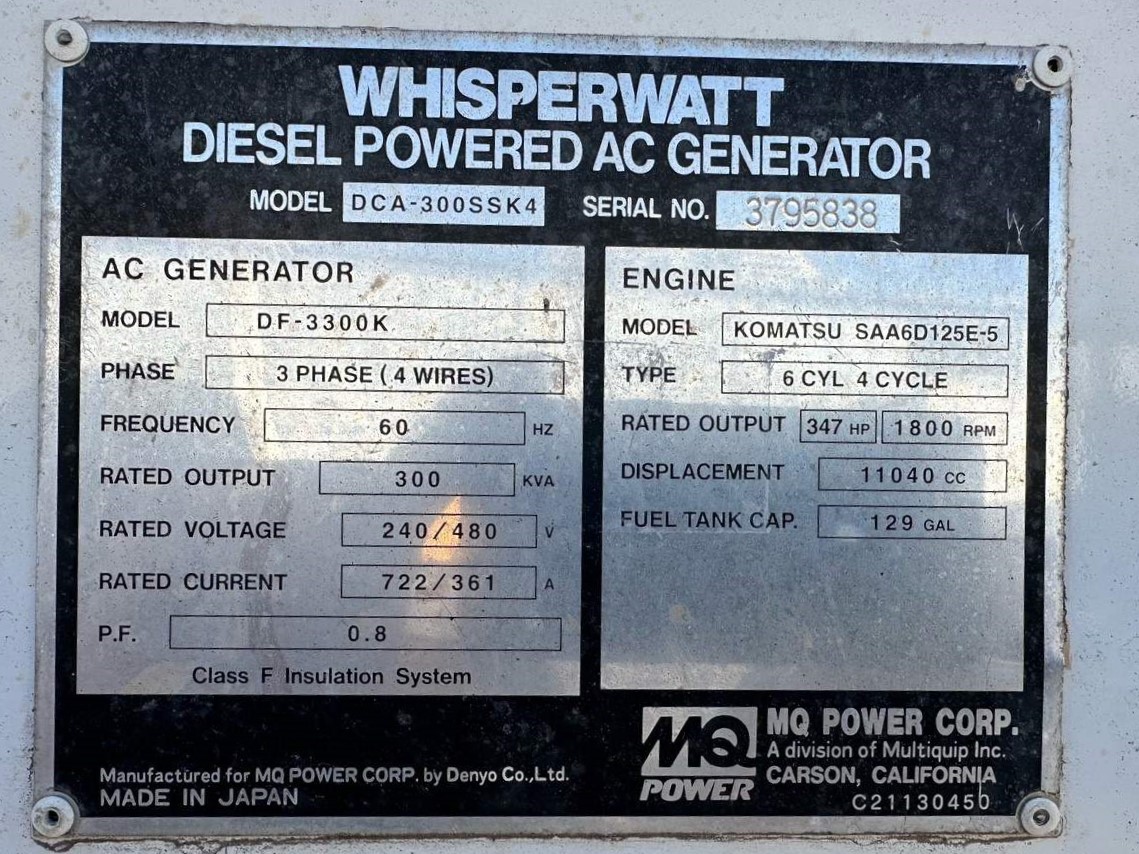 WHISPERWATT
DIESEL POWERED AC GENERATOR
MODEL DCA-300SSK4 SERIAL NO. 3795838
AC GENERATOR
MODEL DF-3300K
PHASE 3 PHASE ( 4 WIRES)
FREQUENCY 60 HZ
RATED OUTPUT 300 KVA
RATED VOLTAGE 240/480 V
RATED CURRENT 722/361 A
P.F. 0.8
Class F Insulation System
ENGINE
MODEL KOMATSU SAA6D125E-5
TYPE 6 CYL 4 CYCLE
RATED OUTPUT 347 HP 1800 RPM
DISPLACEMENT 11040 CC
FUEL TANK CAP. 129 GAL
Manufactured for MQ POWER CORP. by Denyo Co.,Ltd.
MADE IN JAPAN
MQ
POWER
MQ POWER CORP.
A division of Multiquip Inc.
CARSON, CALIFORNIA
C21130450